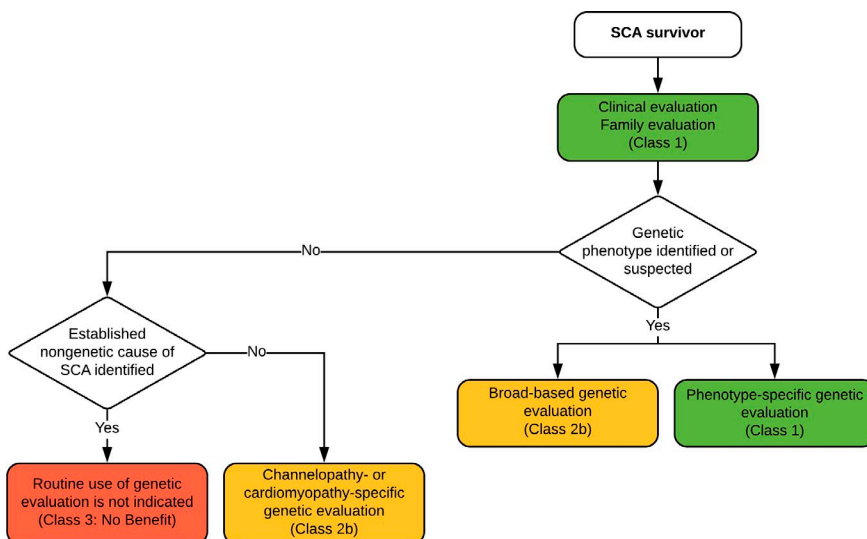 SCA survivor
Clinical evaluation
Family evaluation
(Class 1)
Genetic
phenotype identified or
suspected
No
Yes
Established
nongenetic cause of
SCA identified
No
Yes
Broad-based genetic
evaluation
(Class 2b)
Phenotype-specific genetic
evaluation
(Class 1)
Routine use of genetic
evaluation is not indicated
(Class 3: No Benefit)
Channelopathy- or
cardiomyopathy-specific
genetic evaluation
(Class 2b)